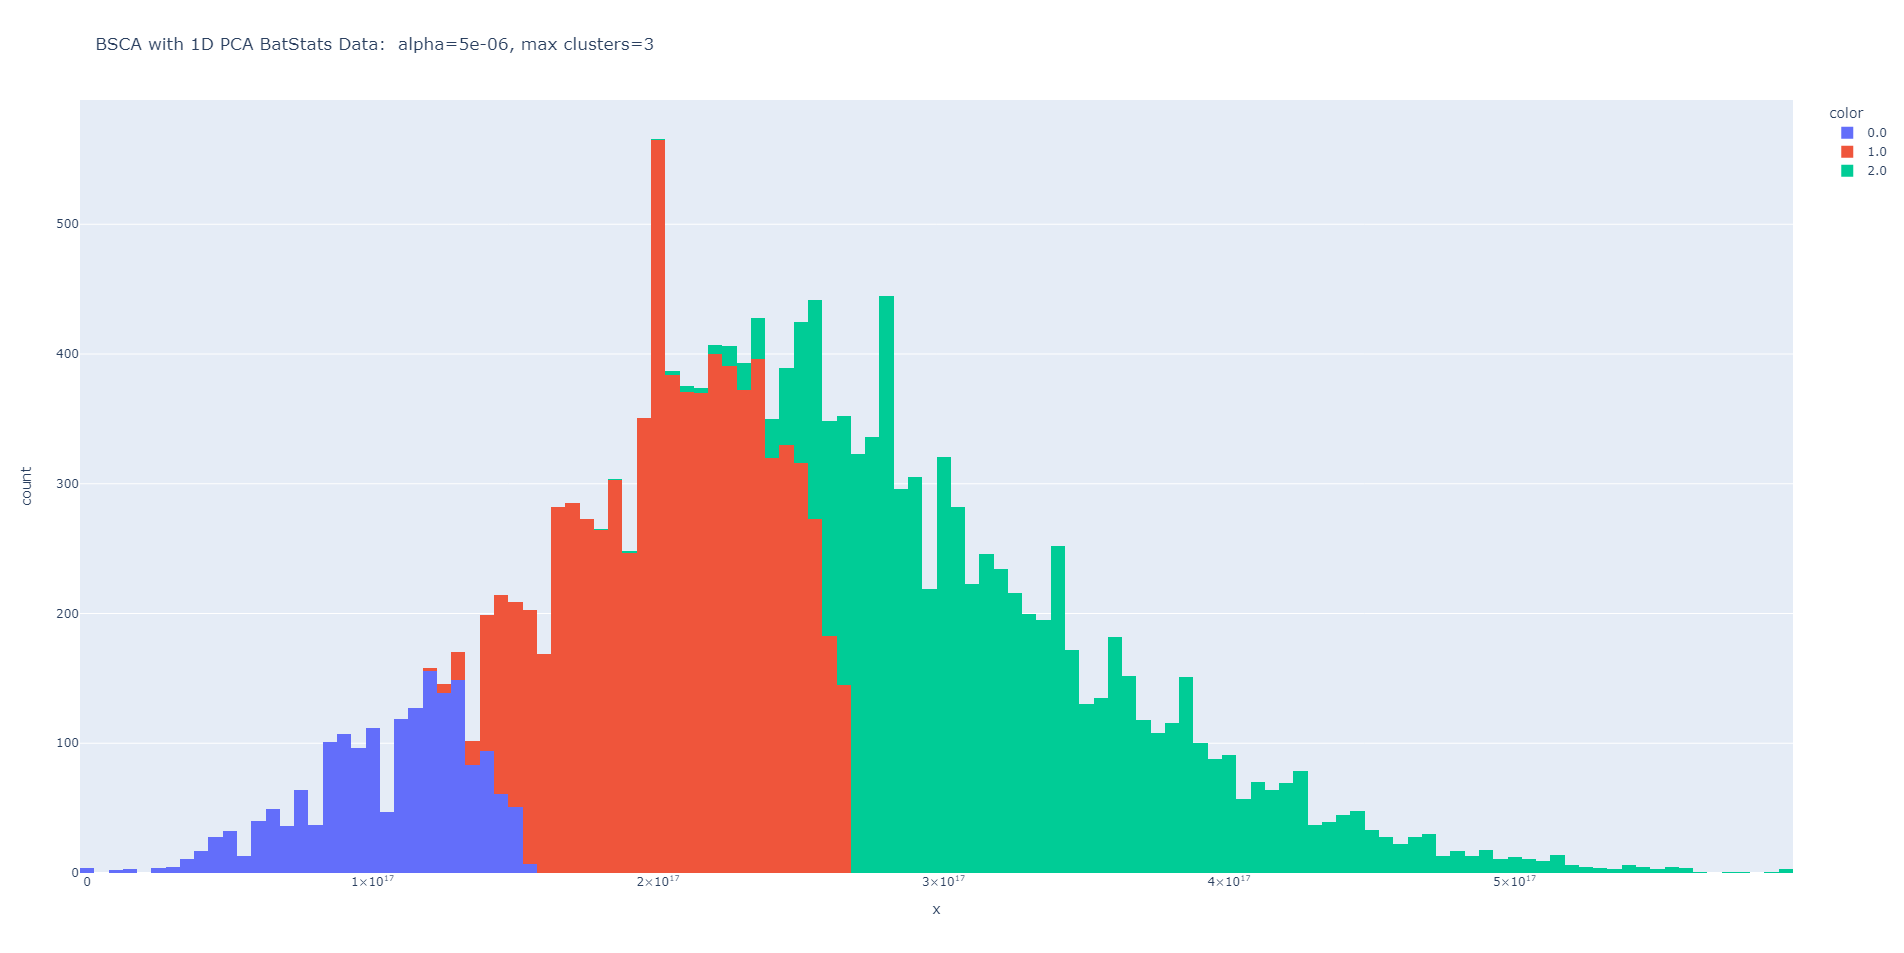 BSCA with 1D PCA BatStats Data:  alpha=5e-06, max clusters=3
color
0.0
1.0
2.0
500
400
300
200
100
0
count
0 1×10¹⁷ 2×10¹⁷ 3×10¹⁷ 4×10¹⁷ 5×10¹⁷
x